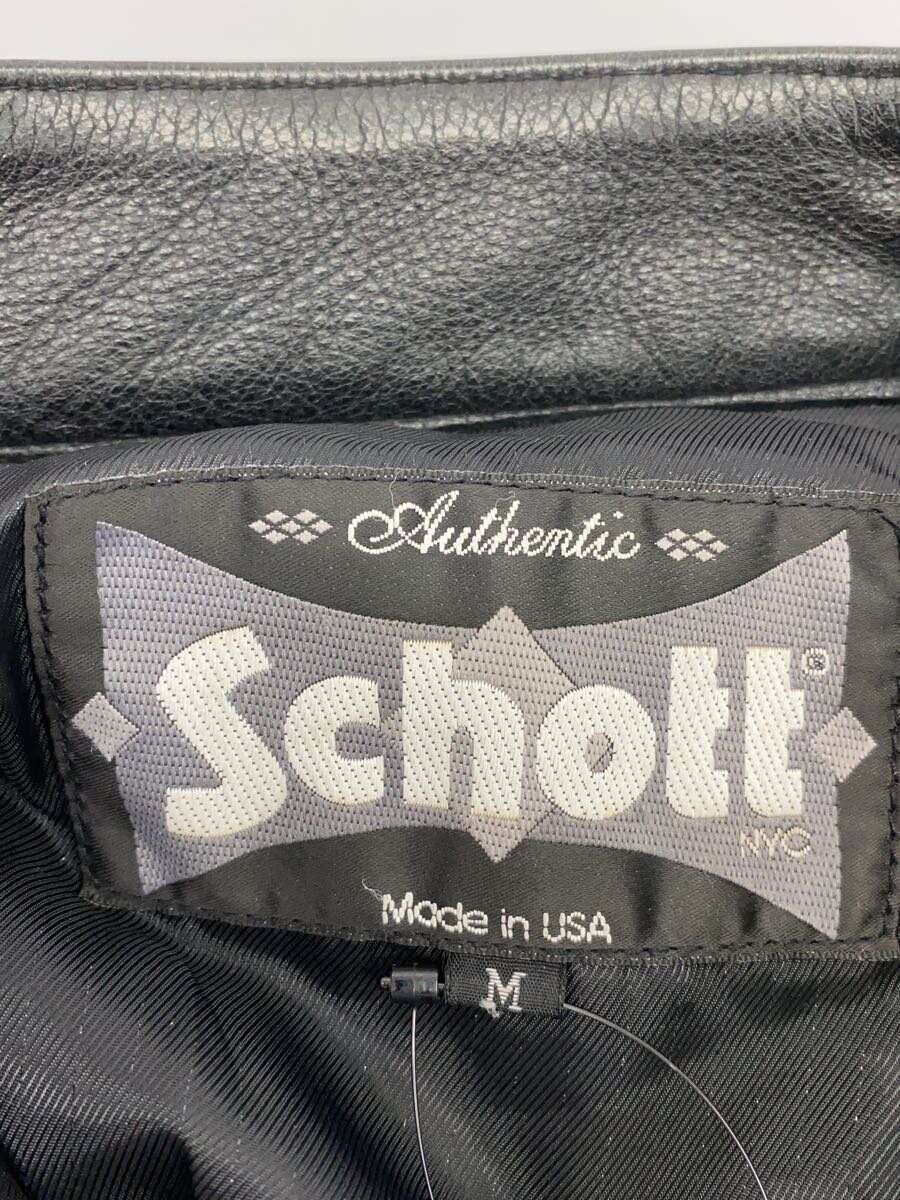 Authentic
Schott®
NYC
Made in USA
M